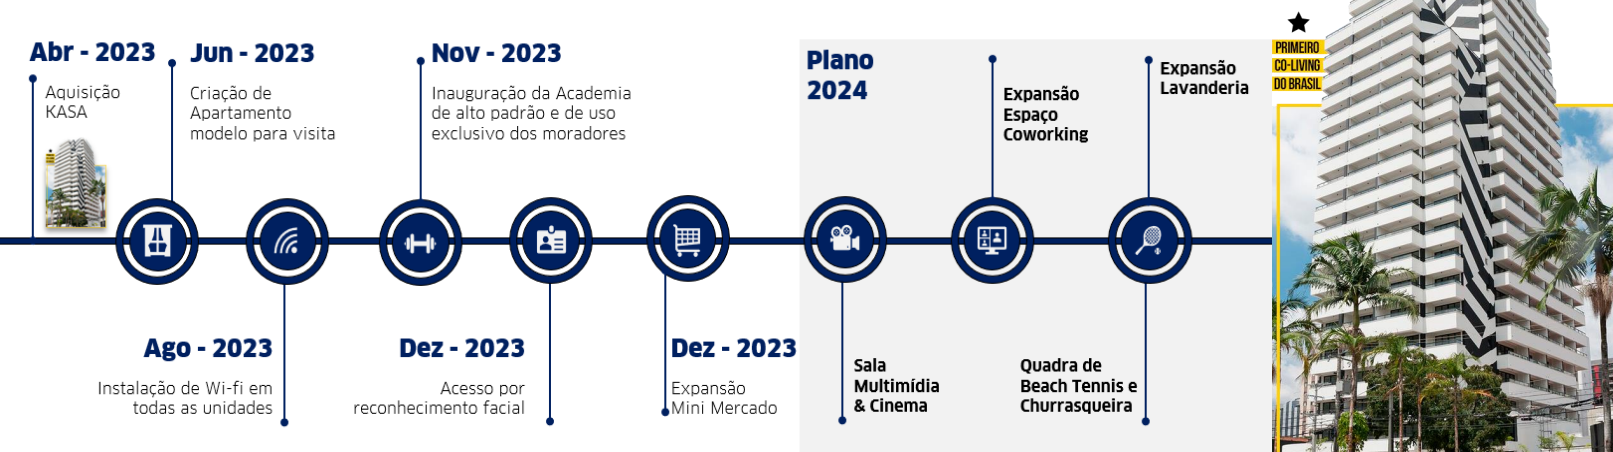 Abr - 2023
Aquisição
KASA
Jun - 2023
Criação de
Apartamento
modelo para visita
Nov - 2023
Inauguração da Academia
de alto padrão e de uso
exclusivo dos moradores
Plano
2024
Expansão
Espaço
Coworking
Expansão
Lavanderia
PRIMEIRO
CO-LIVING
DO BRASIL
Ago - 2023
Instalação de Wi-fi em
todas as unidades
Dez - 2023
Acesso por
reconhecimento facial
Dez - 2023
Expansão
Mini Mercado
Sala
Multimídia
& Cinema
Quadra de
Beach Tennis e
Churrasqueira